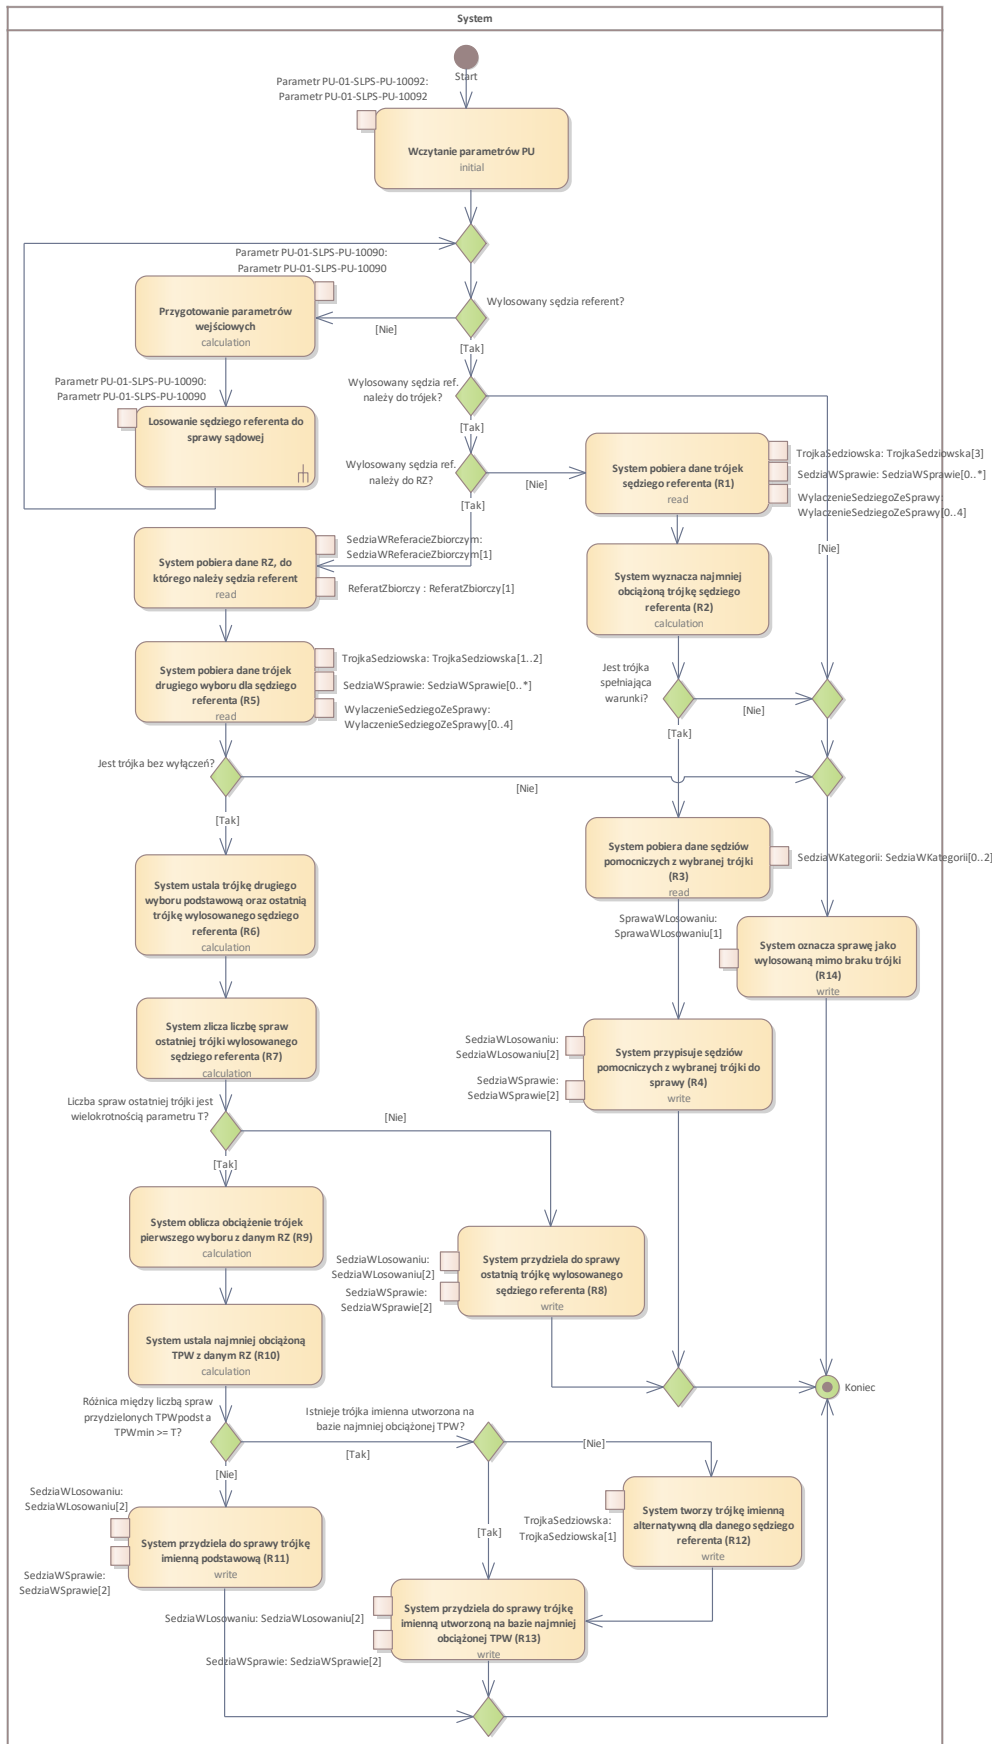 System
Start
Parametr PU-01-SLPS-PU-10092:
Parametr PU-01-SLPS-PU-10092
Wczytanie parametrów PU
initial
Parametr PU-01-SLPS-PU-10090:
Parametr PU-01-SLPS-PU-10090
Wylosowany sędzia referent?
Przygotowanie parametrów
wejściowych
calculation
[Nie]
[Tak]
Parametr PU-01-SLPS-PU-10090:
Parametr PU-01-SLPS-PU-10090
Wylosowany sędzia ref.
należy do trójek?
Losowanie sędziego referenta do
sprawy sądowej
[Tak]
Wylosowany sędzia ref.
należy do RZ?
[Nie]
[Tak]
System pobiera dane trójek
sędziego referenta (R1)
read
TrojkaSedziowska: TrojkaSedziowska[3]
SedziaWSprawie: SedziaWSprawie[0..*]
WylaczenieSedziegoZeSprawy:
WylaczenieSedziegoZeSprawy[0..4]
[Nie]
System pobiera dane RZ, do
którego należy sędzia referent
read
SedziaWReferacieZbiorczym:
SedziaWReferacieZbiorczym[1]
ReferatZbiorczy : ReferatZbiorczy[1]
System wyznacza najmniej
obciążoną trójkę sędziego
referenta (R2)
calculation
System pobiera dane trójek
drugiego wyboru dla sędziego
referenta (R5)
read
TrojkaSedziowska: TrojkaSedziowska[1..2]
SedziaWSprawie: SedziaWSprawie[0..*]
WylaczenieSedziegoZeSprawy:
WylaczenieSedziegoZeSprawy[0..4]
Jest trójka
spełniająca
warunki?
[Nie]
[Tak]
Jest trójka bez wyłączeń?
[Nie]
[Tak]
System pobiera dane sędziów
pomocniczych z wybranej trójki
(R3)
read
SedziaWKategorii: SedziaWKategorii[0..2]
System ustala trójkę drugiego
wyboru podstawową oraz ostatnią
trójkę wylosowanego sędziego
referenta (R6)
calculation
SprawaWLosowaniu:
SprawaWLosowaniu[1]
System oznacza sprawę jako
wylosowaną mimo braku trójki
(R14)
write
System zlicza liczbę spraw
ostatniej trójki wylosowanego
sędziego referenta (R7)
calculation
SedziaWLosowaniu:
SedziaWLosowaniu[2]
SedziaWSprawie:
SedziaWSprawie[2]
System przypisuje sędziów
pomocniczych z wybranej trójki do
sprawy (R4)
write
Liczba spraw ostatniej trójki jest
wielokrotnością parametru T?
[Nie]
[Tak]
System oblicza obciążenie trójek
pierwszego wyboru z danym RZ (R9)
calculation
SedziaWLosowaniu:
SedziaWLosowaniu[2]
SedziaWSprawie:
SedziaWSprawie[2]
System przydziela do sprawy
ostatnią trójkę wylosowanego
sędziego referenta (R8)
write
System ustala najmniej obciążoną
TPW z danym RZ (R10)
calculation
Koniec
Różnica między liczbą spraw
przydzielonych TPWpodst a
TPWmin >= T?
Istnieje trójka imienna utworzona na
bazie najmniej obciążonej TPW?
[Tak]
[Nie]
[Nie]
SedziaWLosowaniu:
SedziaWLosowaniu[2]
SedziaWSprawie:
SedziaWSprawie[2]
System przydziela do sprawy trójkę
imienną podstawową (R11)
write
[Tak]
TrojkaSedziowska:
TrojkaSedziowska[1]
System tworzy trójkę imienną
alternatywną dla danego sędziego
referenta (R12)
write
SedziaWLosowaniu: SedziaWLosowaniu[2]
SedziaWSprawie: SedziaWSprawie[2]
System przydziela do sprawy trójkę
imienną utworzoną na bazie najmniej
obciążonej TPW (R13)
write